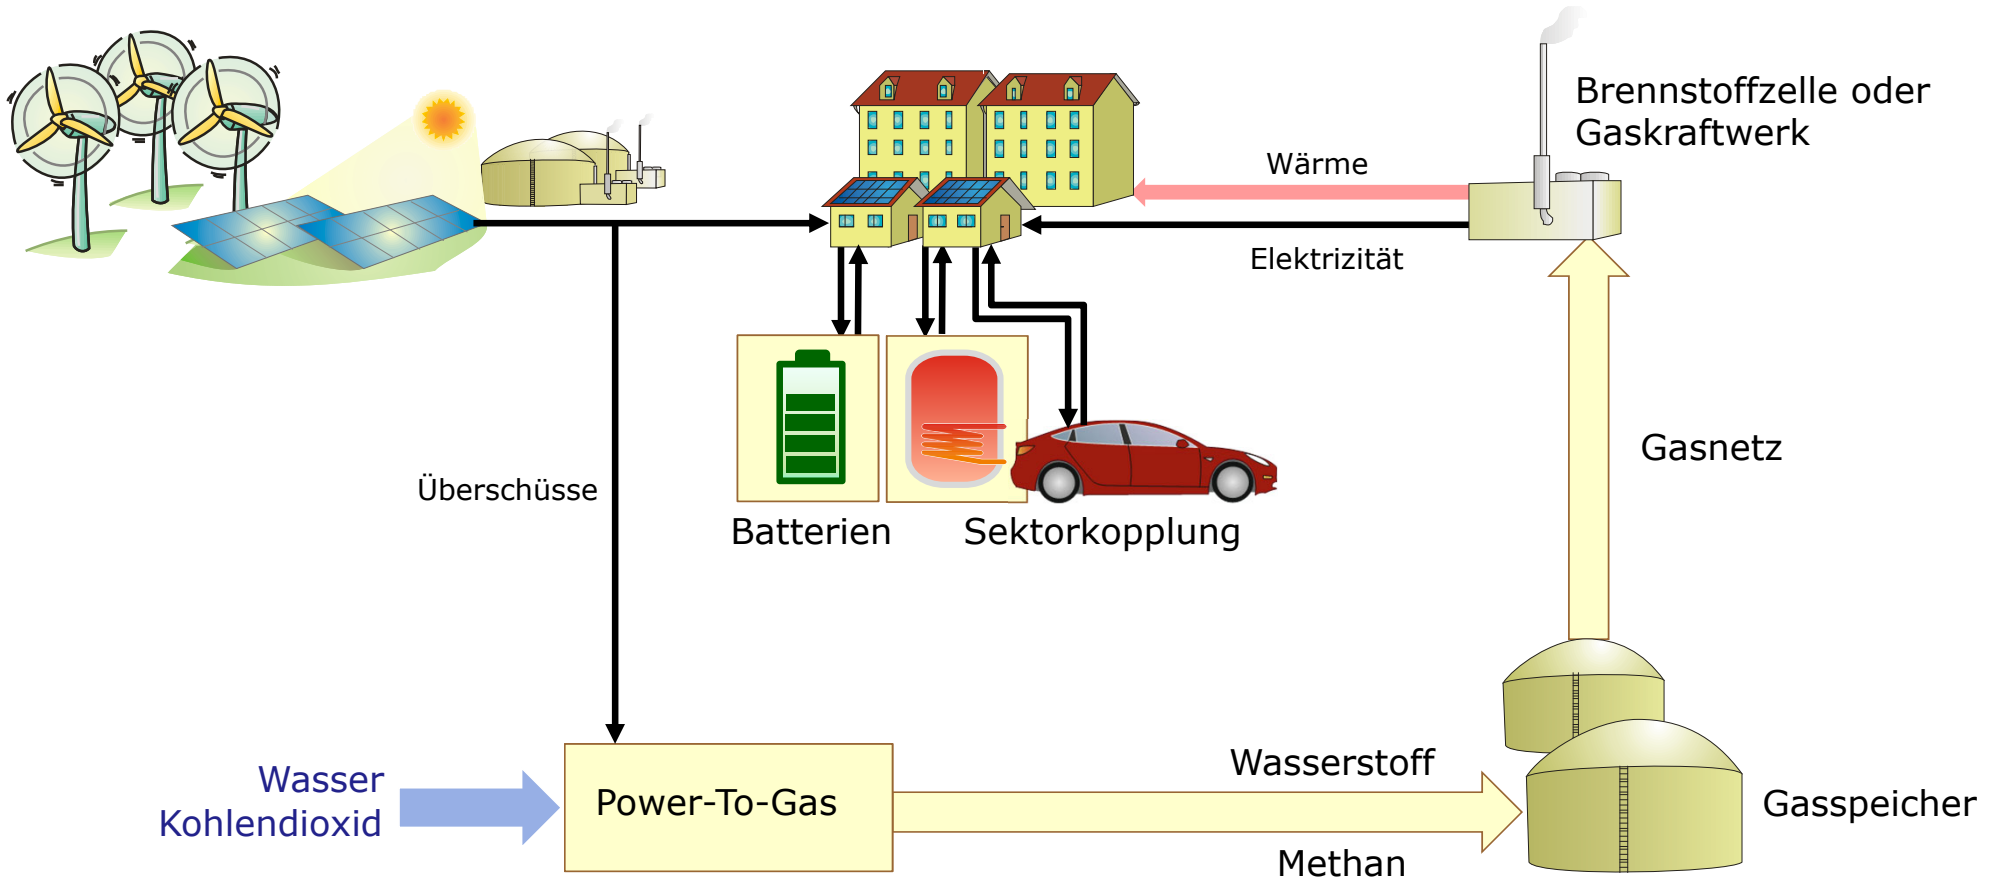 Brennstoffzelle oder
Gaskraftwerk
Wärme
Elektrizität
Gasnetz
Überschüsse
Batterien
Sektorkopplung
Wasser
Kohlendioxid
Power-To-Gas
Wasserstoff
Methan
Gasspeicher